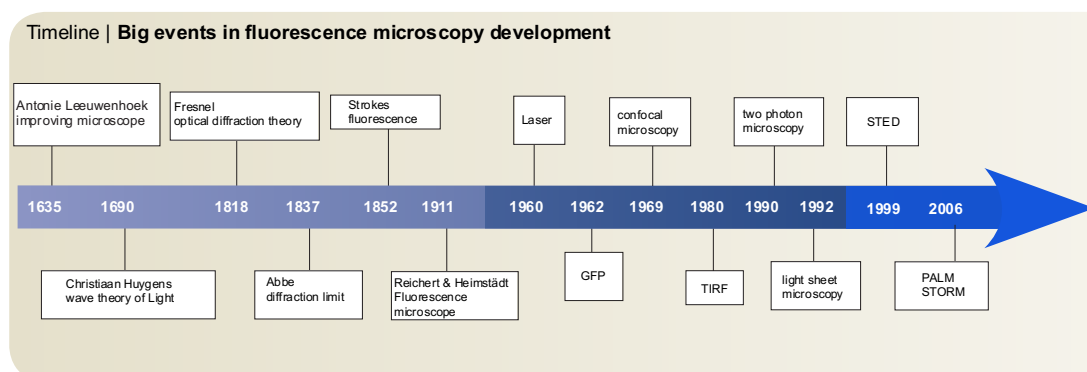 Timeline | Big events in fluorescence microscopy development
Antonie Leeuwenhoek
improving microscope
Fresnel
optical diffraction theory
Strokes
fluorescence
Laser
confocal
microscopy
two photon
microscopy
STED
1635 1690 1818 1837 1852 1911 1960 1962 1969 1980 1990 1992 1999 2006
Christiaan Huygens
wave theory of Light
Abbe
diffraction limit
Reichert & Heimstädt
Fluorescence
microscope
GFP
TIRF
light sheet
microscopy
PALM
STORM